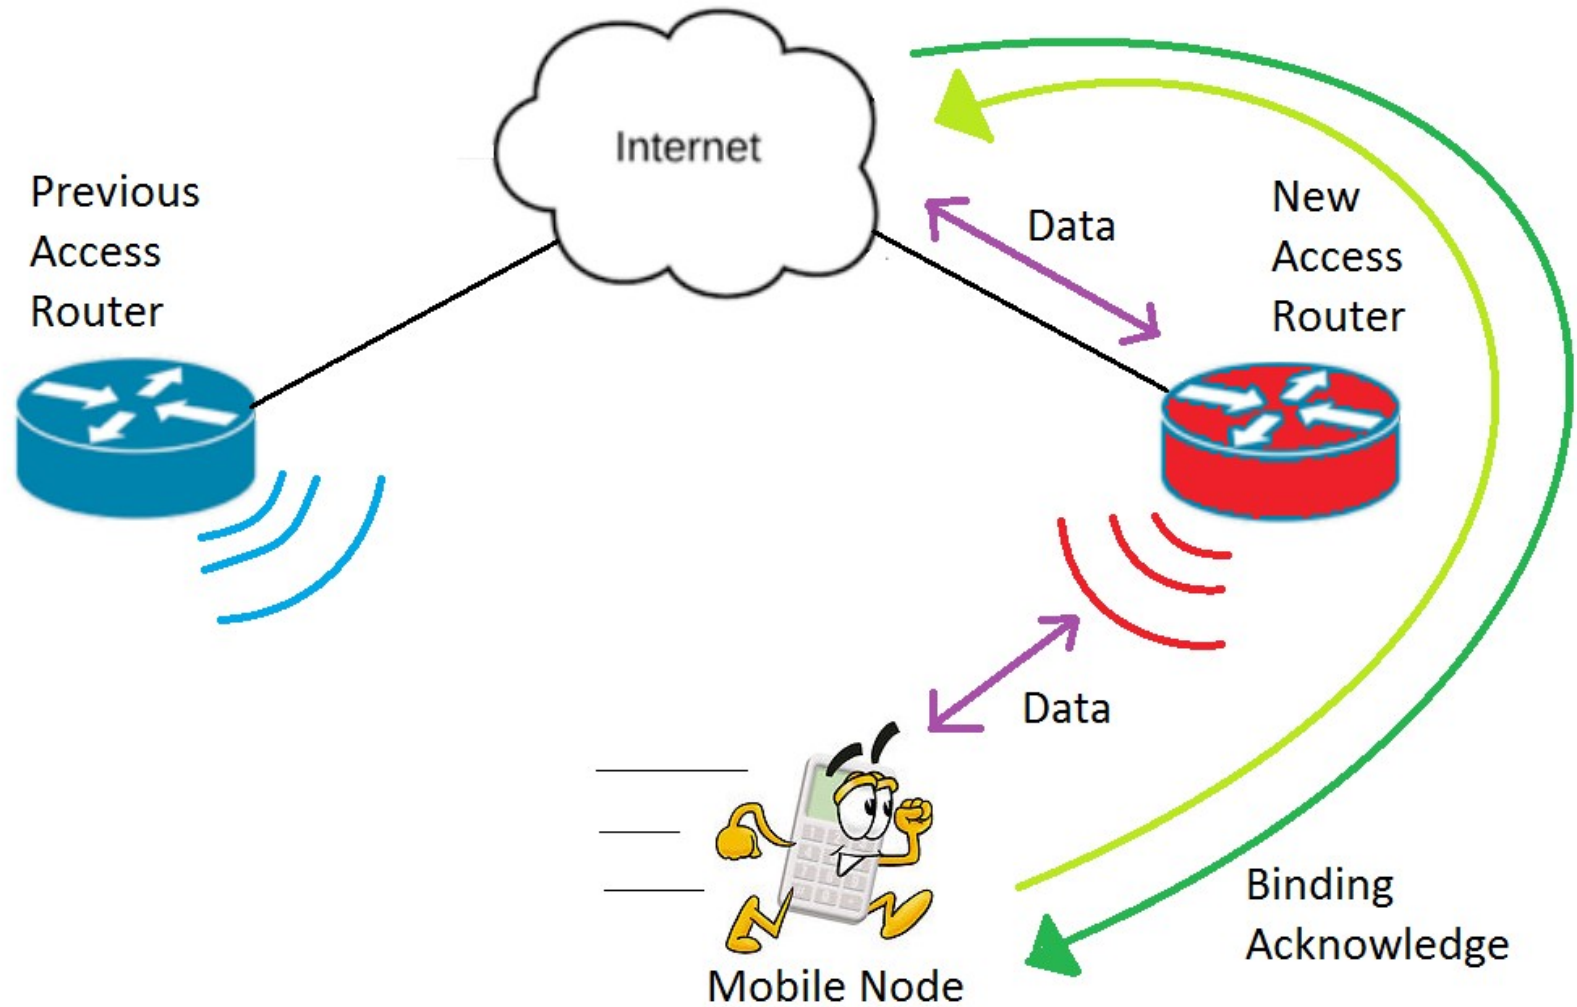 Internet
Previous
Access
Router
Data
New
Access
Router
Data
Binding
Acknowledge
Mobile Node